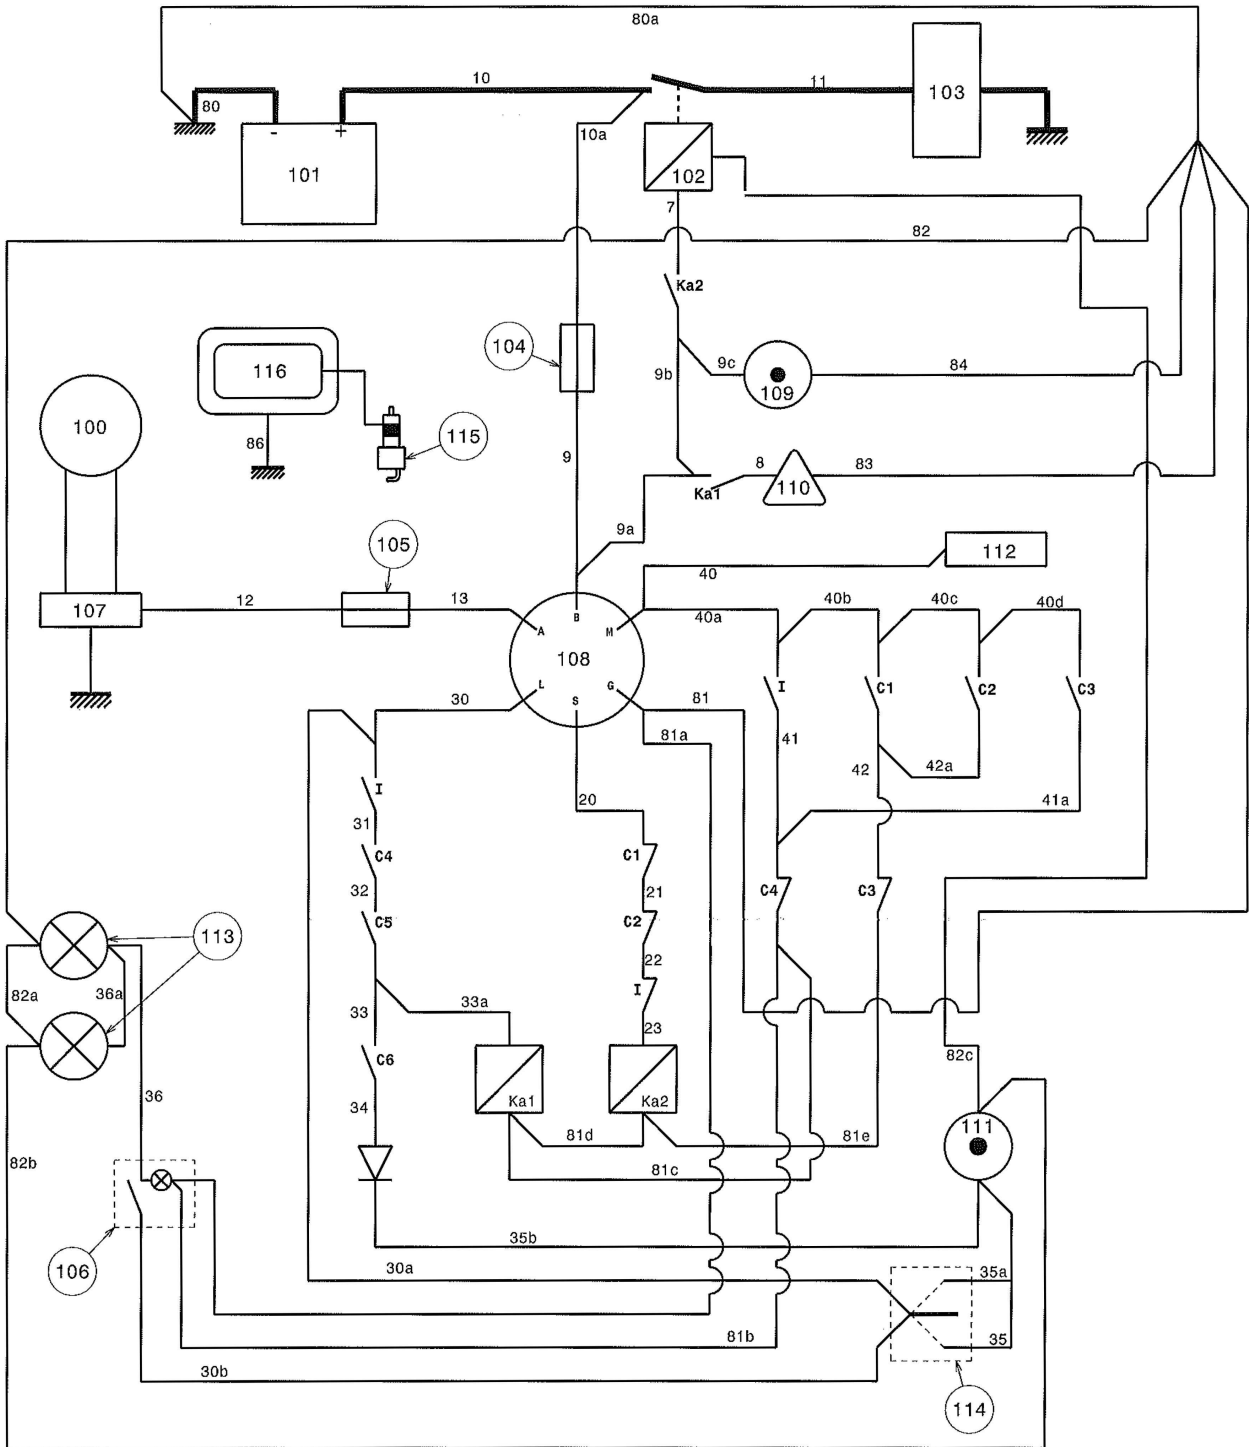 80a
10
11
103
80
-
+
10a
101
102
7
82
Ka2
104
116
9b
9c
109
84
100
86
115
9
8
83
Ka1
110
9a
105
112
40
107
12
13
40a
40b
40c
40d
A
B
M
108
L
S
G
30
81
I
C1
C2
C3
81a
41
42
42a
I
31
20
41a
C4
C1
C4
C3
32
21
C5
C2
113
22
82a
36a
33a
I
33
23
C6
82c
36
34
Ka1
Ka2
81d
81e
111
82b
81c
35b
106
30a
35a
81b
35
30b
114